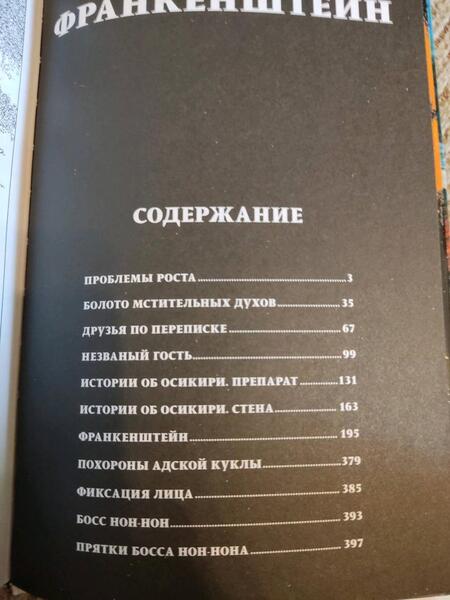 ФРАНКЕНШТЕЙН
СОДЕРЖАНИЕ
ПРОБЛЕМЫ РОСТА 3
БОЛОТО МСТИТЕЛЬНЫХ ДУХОВ 35
ДРУЗЬЯ ПО ПЕРЕПИСКЕ 67
НЕЗВАНЫЙ ГОСТЬ 99
ИСТОРИИ ОБ ОСИКИРИ. ПРЕПАРАТ 131
ИСТОРИИ ОБ ОСИКИРИ. СТЕНА 163
ФРАНКЕНШТЕЙН 195
ПОХОРОНЫ АДСКОЙ КУКЛЫ 379
ФИКСАЦИЯ ЛИЦА 385
БОСС НОН-НОН 393
ПРЯТКИ БОССА НОН-НОНА 397